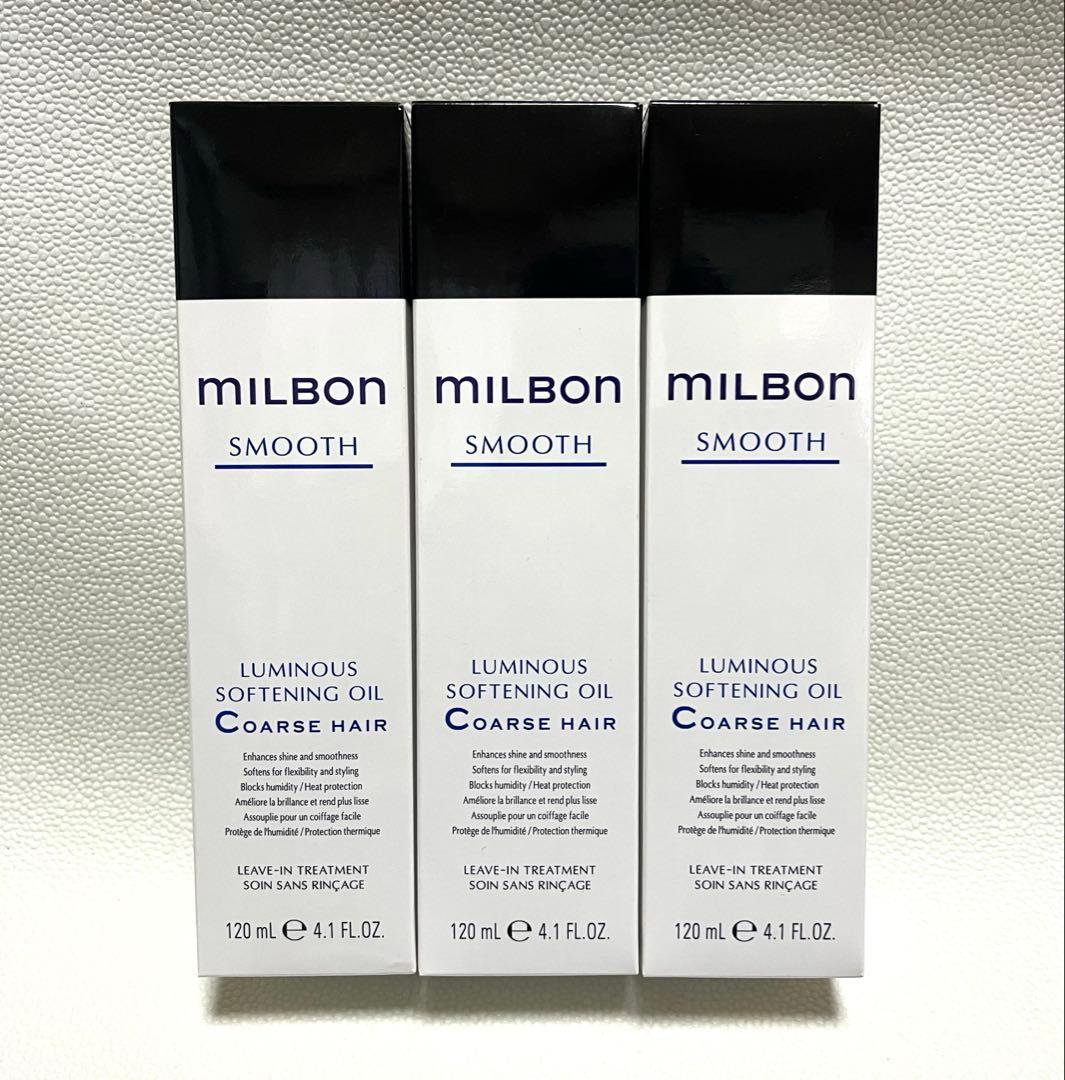 mILBOn
SMOOTH
LUMINOUS
SOFTENING OIL
COARSE HAIR
Enhances shine and smoothness
Softens for flexibility and styling
Blocks humidity / Heat protection
Améliore la brillance et rend plus lisse
Assouplie pour un coiffage facile
Protège de l'humidité / Protection thermique
LEAVE-IN TREATMENT
SOIN SANS RINÇAGE
120 mL ℮ 4.1 FL.OZ.
mILBOn
SMOOTH
LUMINOUS
SOFTENING OIL
COARSE HAIR
Enhances shine and smoothness
Softens for flexibility and styling
Blocks humidity / Heat protection
Améliore la brillance et rend plus lisse
Assouplie pour un coiffage facile
Protège de l'humidité / Protection thermique
LEAVE-IN TREATMENT
SOIN SANS RINÇAGE
120 mL ℮ 4.1 FL.OZ.
mILBOn
SMOOTH
LUMINOUS
SOFTENING OIL
COARSE HAIR
Enhances shine and smoothness
Softens for flexibility and styling
Blocks humidity / Heat protection
Améliore la brillance et rend plus lisse
Assouplie pour un coiffage facile
Protège de l'humidité / Protection thermique
LEAVE-IN TREATMENT
SOIN SANS RINÇAGE
120 mL ℮ 4.1 FL.OZ.